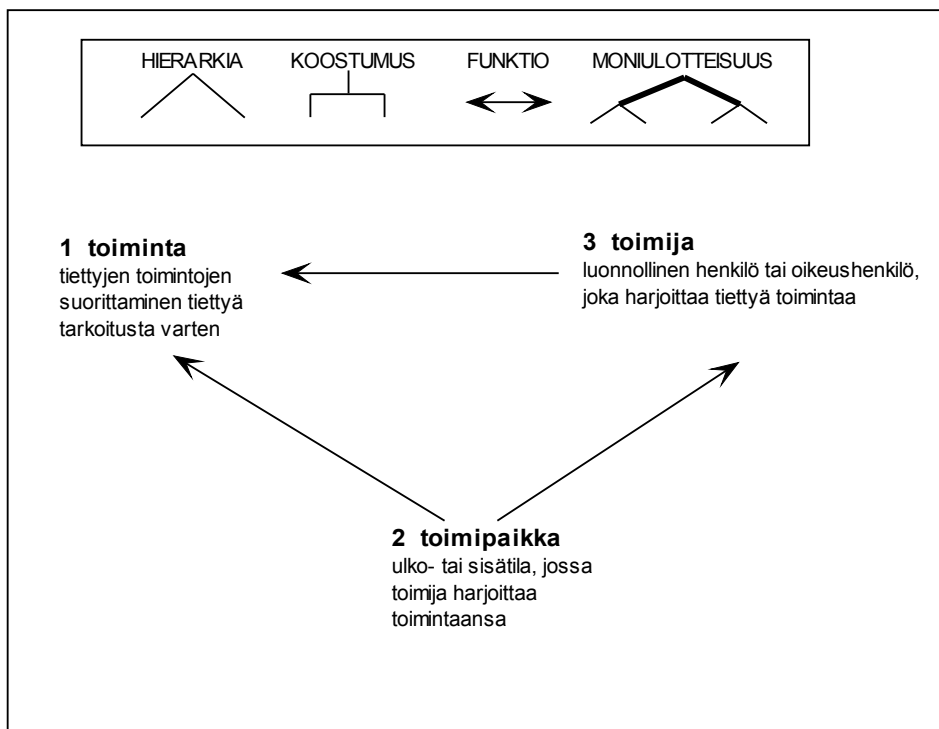 HIERARKIA KOOSTUMUS FUNKTIO MONIULOTTEISUUS
1 toiminta
tiettyjen toimintojen
suorittaminen tiettyä
tarkoitusta varten
3 toimija
luonnollinen henkilö tai oikeushenkilö,
joka harjoittaa tiettyä toimintaa
2 toimipaikka
ulko- tai sisätila, jossa
toimija harjoittaa
toimintaansa